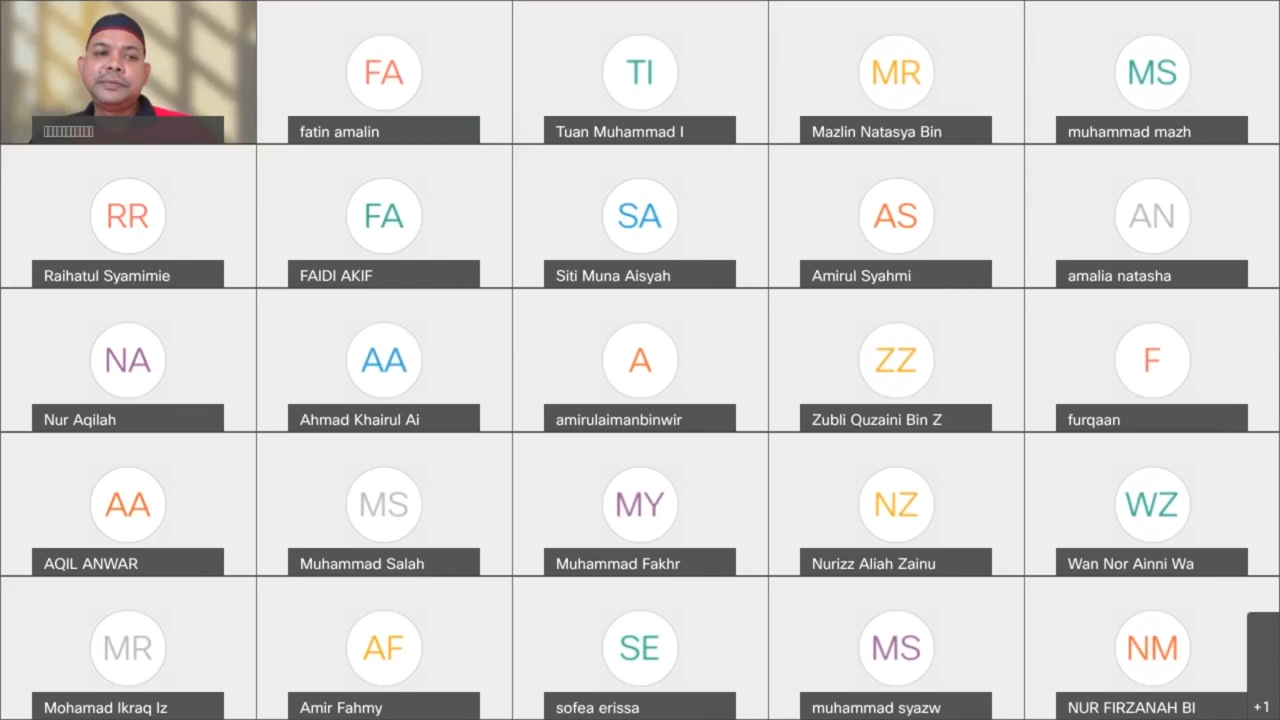 FA
fatin amalin
TI
Tuan Muhammad I
MR
Mazlin Natasya Bin
MS
muhammad mazh
RR
Raihatul Syamimie
FA
FAIDI AKIF
SA
Siti Muna Aisyah
AS
Amirul Syahmi
AN
amalia natasha
NA
Nur Aqilah
AA
Ahmad Khairul Ai
A
amirulaimanbinwir
ZZ
Zubli Quzaini Bin Z
F
furqaan
AA
AQIL ANWAR
MS
Muhammad Salah
MY
Muhammad Fakhr
NZ
Nurizz Aliah Zainu
WZ
Wan Nor Ainni Wa
MR
Mohamad Ikraq Iz
AF
Amir Fahmy
SE
sofea erissa
MS
muhammad syazw
NM
NUR FIRZANAH BI
+1